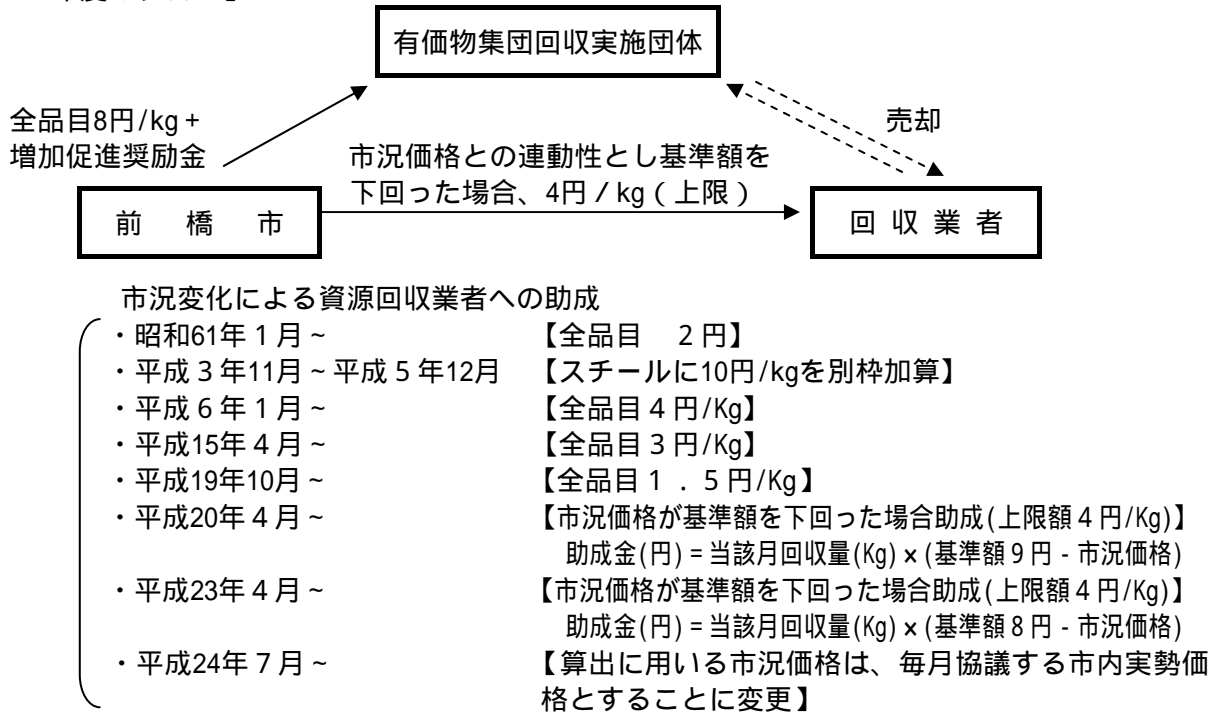 有価物集団回収実施団体
全品目8円/kg +
増加促進奨励金
売却
市況価格との連動性とし基準額を
下回った場合、4円/kg(上限)
前 橋 市
回 収 業 者
市況変化による資源回収業者への助成
・昭和61年1月~ 【全品目 2円】
・平成3年11月~平成5年12月 【スチールに10円/kgを別枠加算】
・平成6年1月~ 【全品目4円/Kg】
・平成15年4月~ 【全品目3円/Kg】
・平成19年10月~ 【全品目1.5円/Kg】
・平成20年4月~ 【市況価格が基準額を下回った場合助成(上限額4円/Kg)】
助成金(円)=当該月回収量(Kg)×(基準額9円-市況価格)
・平成23年4月~ 【市況価格が基準額を下回った場合助成(上限額4円/Kg)】
助成金(円)=当該月回収量(Kg)×(基準額8円-市況価格)
・平成24年7月~ 【算出に用いる市況価格は、毎月協議する市内実勢価
格とすることに変更】